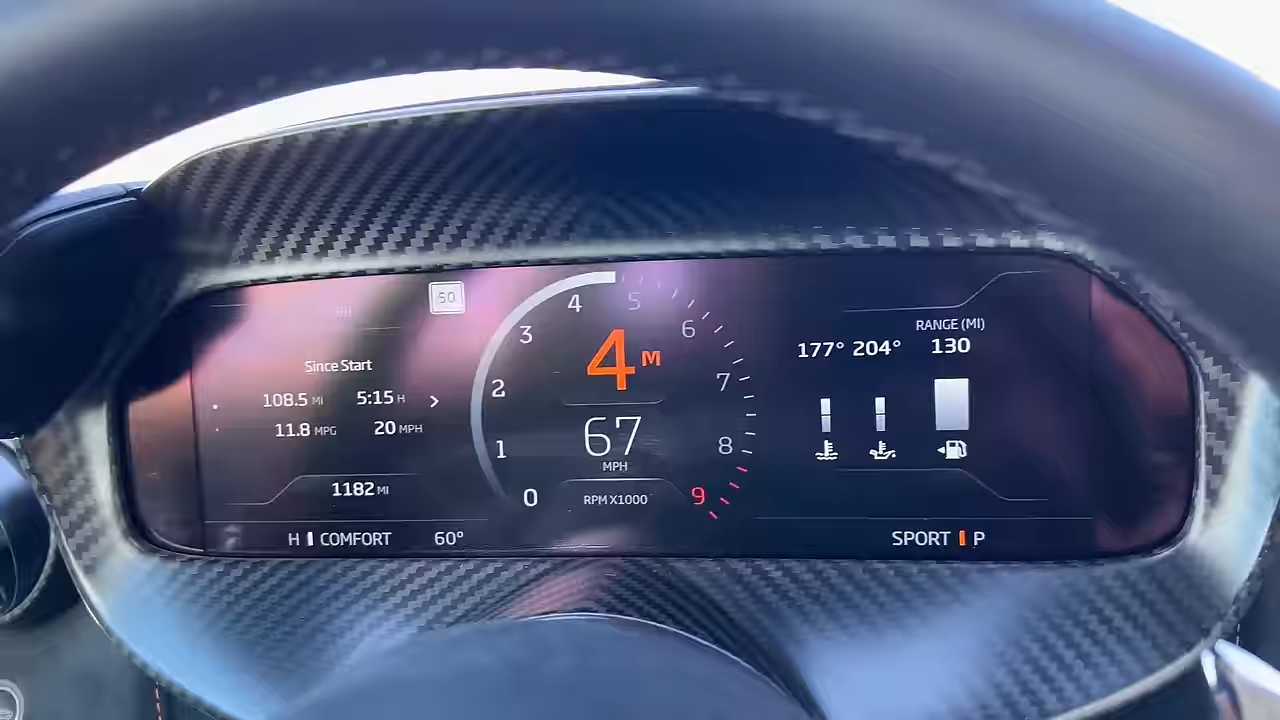 50
Since Start
108.5 MI 5:15 H
11.8 MPG 20 MPH
1182 MI
H COMFORT 60°
0
1
2
3
4
5
6
7
8
9
4 M
67
MPH
RPM X1000
RANGE (MI)
177° 204° 130
SPORT P